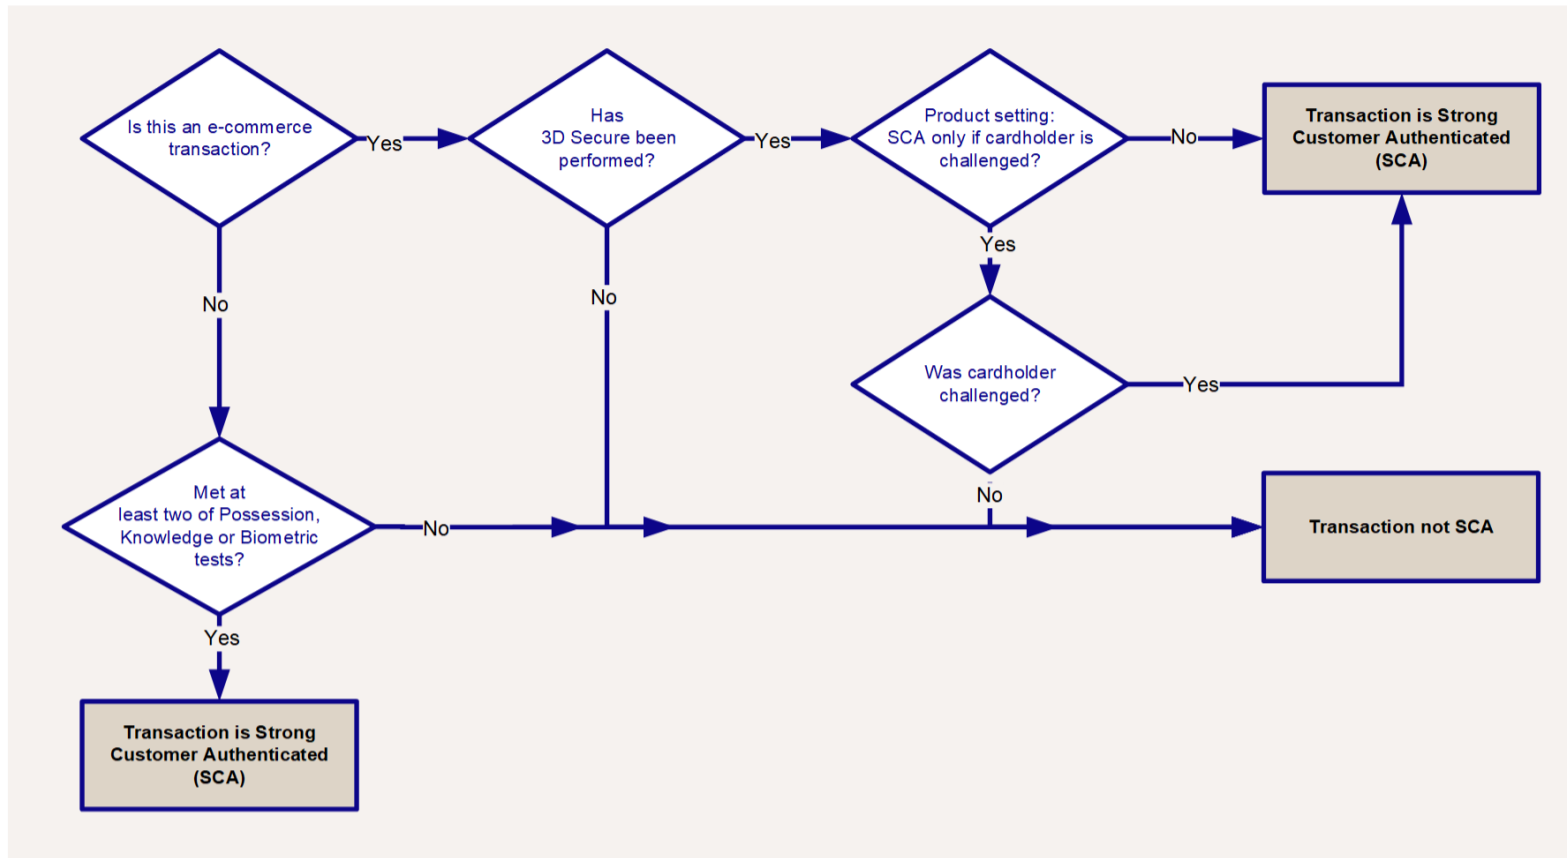 Is this an e-commerce
transaction?
Yes
Has
3D Secure been
performed?
Yes
Product setting:
SCA only if cardholder is
challenged?
No
Transaction is Strong
Customer Authenticated
(SCA)
Yes
No
No
Was cardholder
challenged?
Yes
Met at
least two of Possession,
Knowledge or Biometric
tests?
No
No
Transaction not SCA
Yes
Transaction is Strong
Customer Authenticated
(SCA)